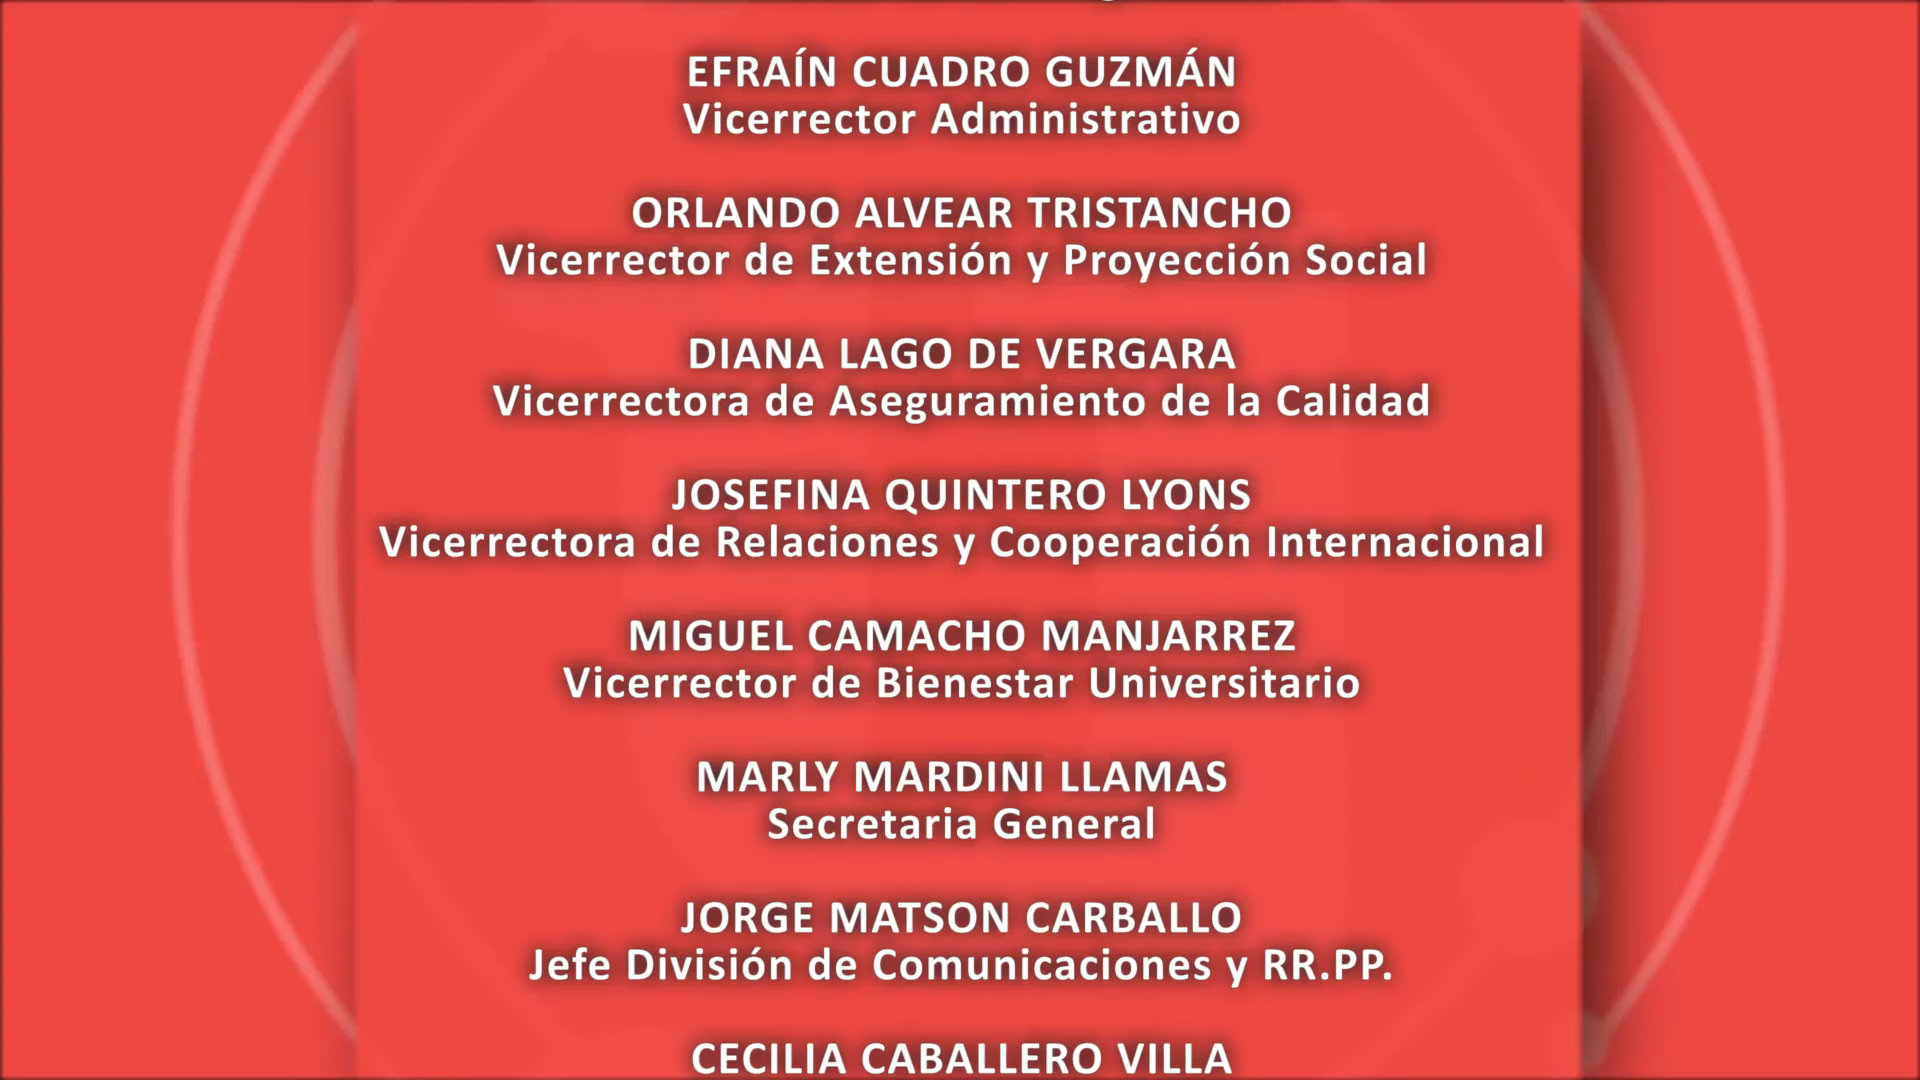 EFRAÍN CUADRO GUZMÁN
Vicerrector Administrativo
ORLANDO ALVEAR TRISTANCHO
Vicerrector de Extensión y Proyección Social
DIANA LAGO DE VERGARA
Vicerrectora de Aseguramiento de la Calidad
JOSEFINA QUINTERO LYONS
Vicerrectora de Relaciones y Cooperación Internacional
MIGUEL CAMACHO MANJARREZ
Vicerrector de Bienestar Universitario
MARLY MARDINI LLAMAS
Secretaria General
JORGE MATSON CARBALLO
Jefe División de Comunicaciones y RR.PP.
CECILIA CABALLERO VILLA